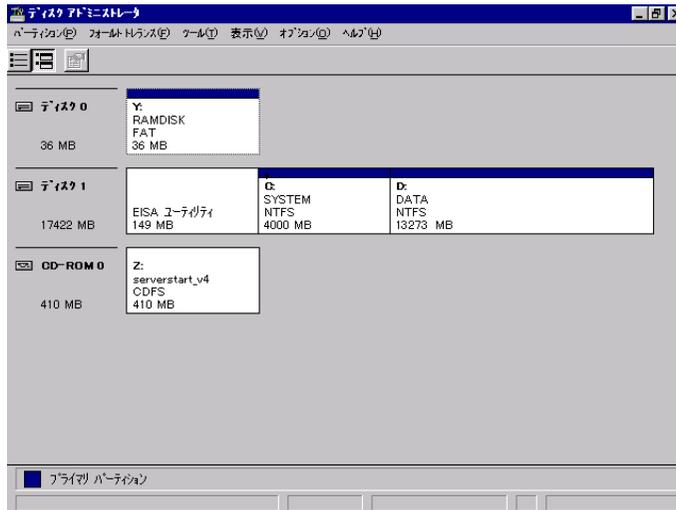 ディスク アドミニストレータ
パーティション(P) フォールト トレランス(F) ツール(T) 表示(V) オプション(O) ヘルプ(H)
ディスク 0
36 MB
Y:
RAMDISK
FAT
36 MB
ディスク 1
17422 MB
EISA ユーティリティ
149 MB
C:
SYSTEM
NTFS
4000 MB
D:
DATA
NTFS
13273 MB
CD-ROM 0
410 MB
Z:
serverstart_v4
CDFS
410 MB
プライマリ パーティション